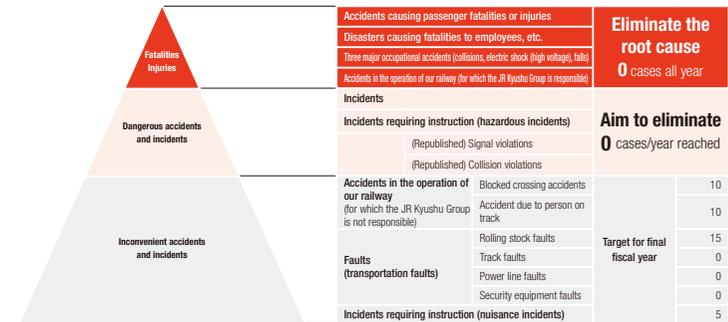 Fatalities
Injuries
Dangerous accidents
and incidents
Inconvenient accidents
and incidents
Accidents causing passenger fatalities or injuries
Disasters causing fatalities to employees, etc.
Three major occupational accidents (collisions, electric shock (high voltage), falls)
Accidents in the operation of our railway (for which the JR Kyushu Group is responsible)
Eliminate the
root cause
0 cases all year
Incidents
Incidents requiring instruction (hazardous incidents)
(Republished) Signal violations
(Republished) Collision violations
Aim to eliminate
0 cases/year reached
Accidents in the operation of
our railway
(for which the JR Kyushu Group
is not responsible)
Blocked crossing accidents
10
Accident due to person on
track
10
Faults
(transportation faults)
Rolling stock faults
15
Track faults
0
Power line faults
0
Security equipment faults
0
Incidents requiring instruction (nuisance incidents)
5
Target for final
fiscal year